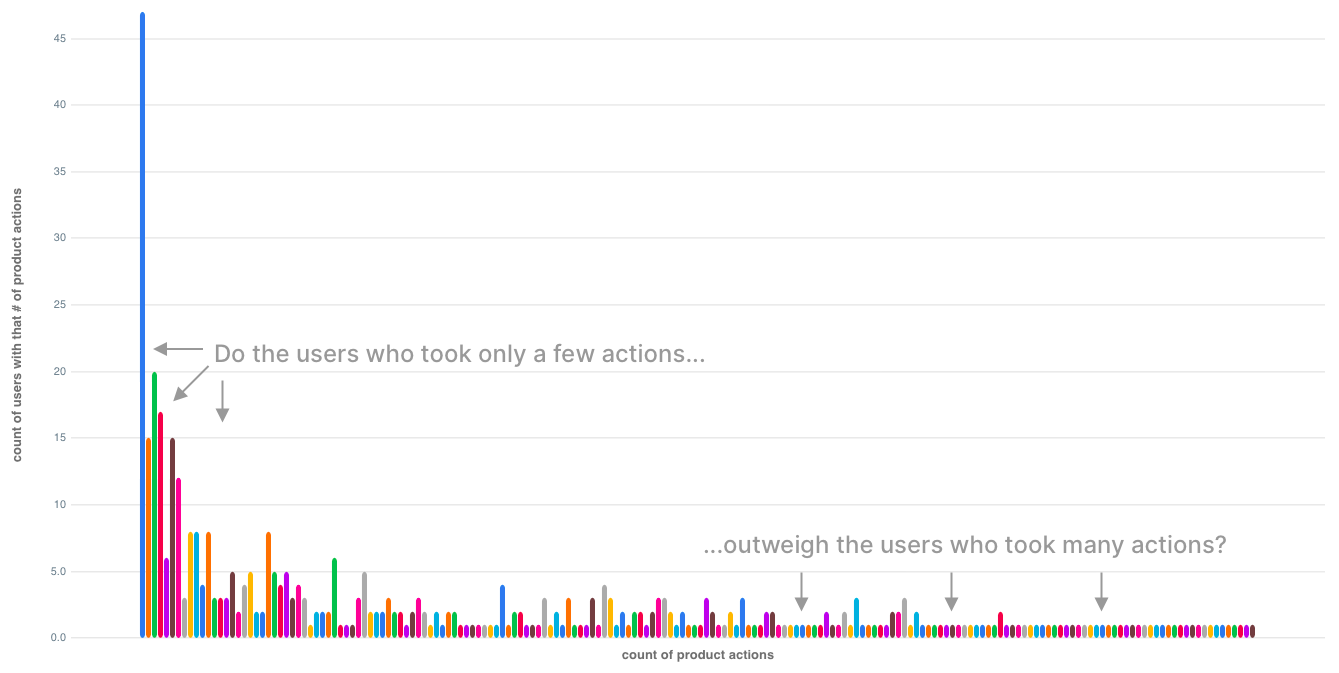 45
40
35
30
25
20
15
10
5.0
0.0
count of users with that # of product actions
Do the users who took only a few actions...
...outweigh the users who took many actions?
count of product actions